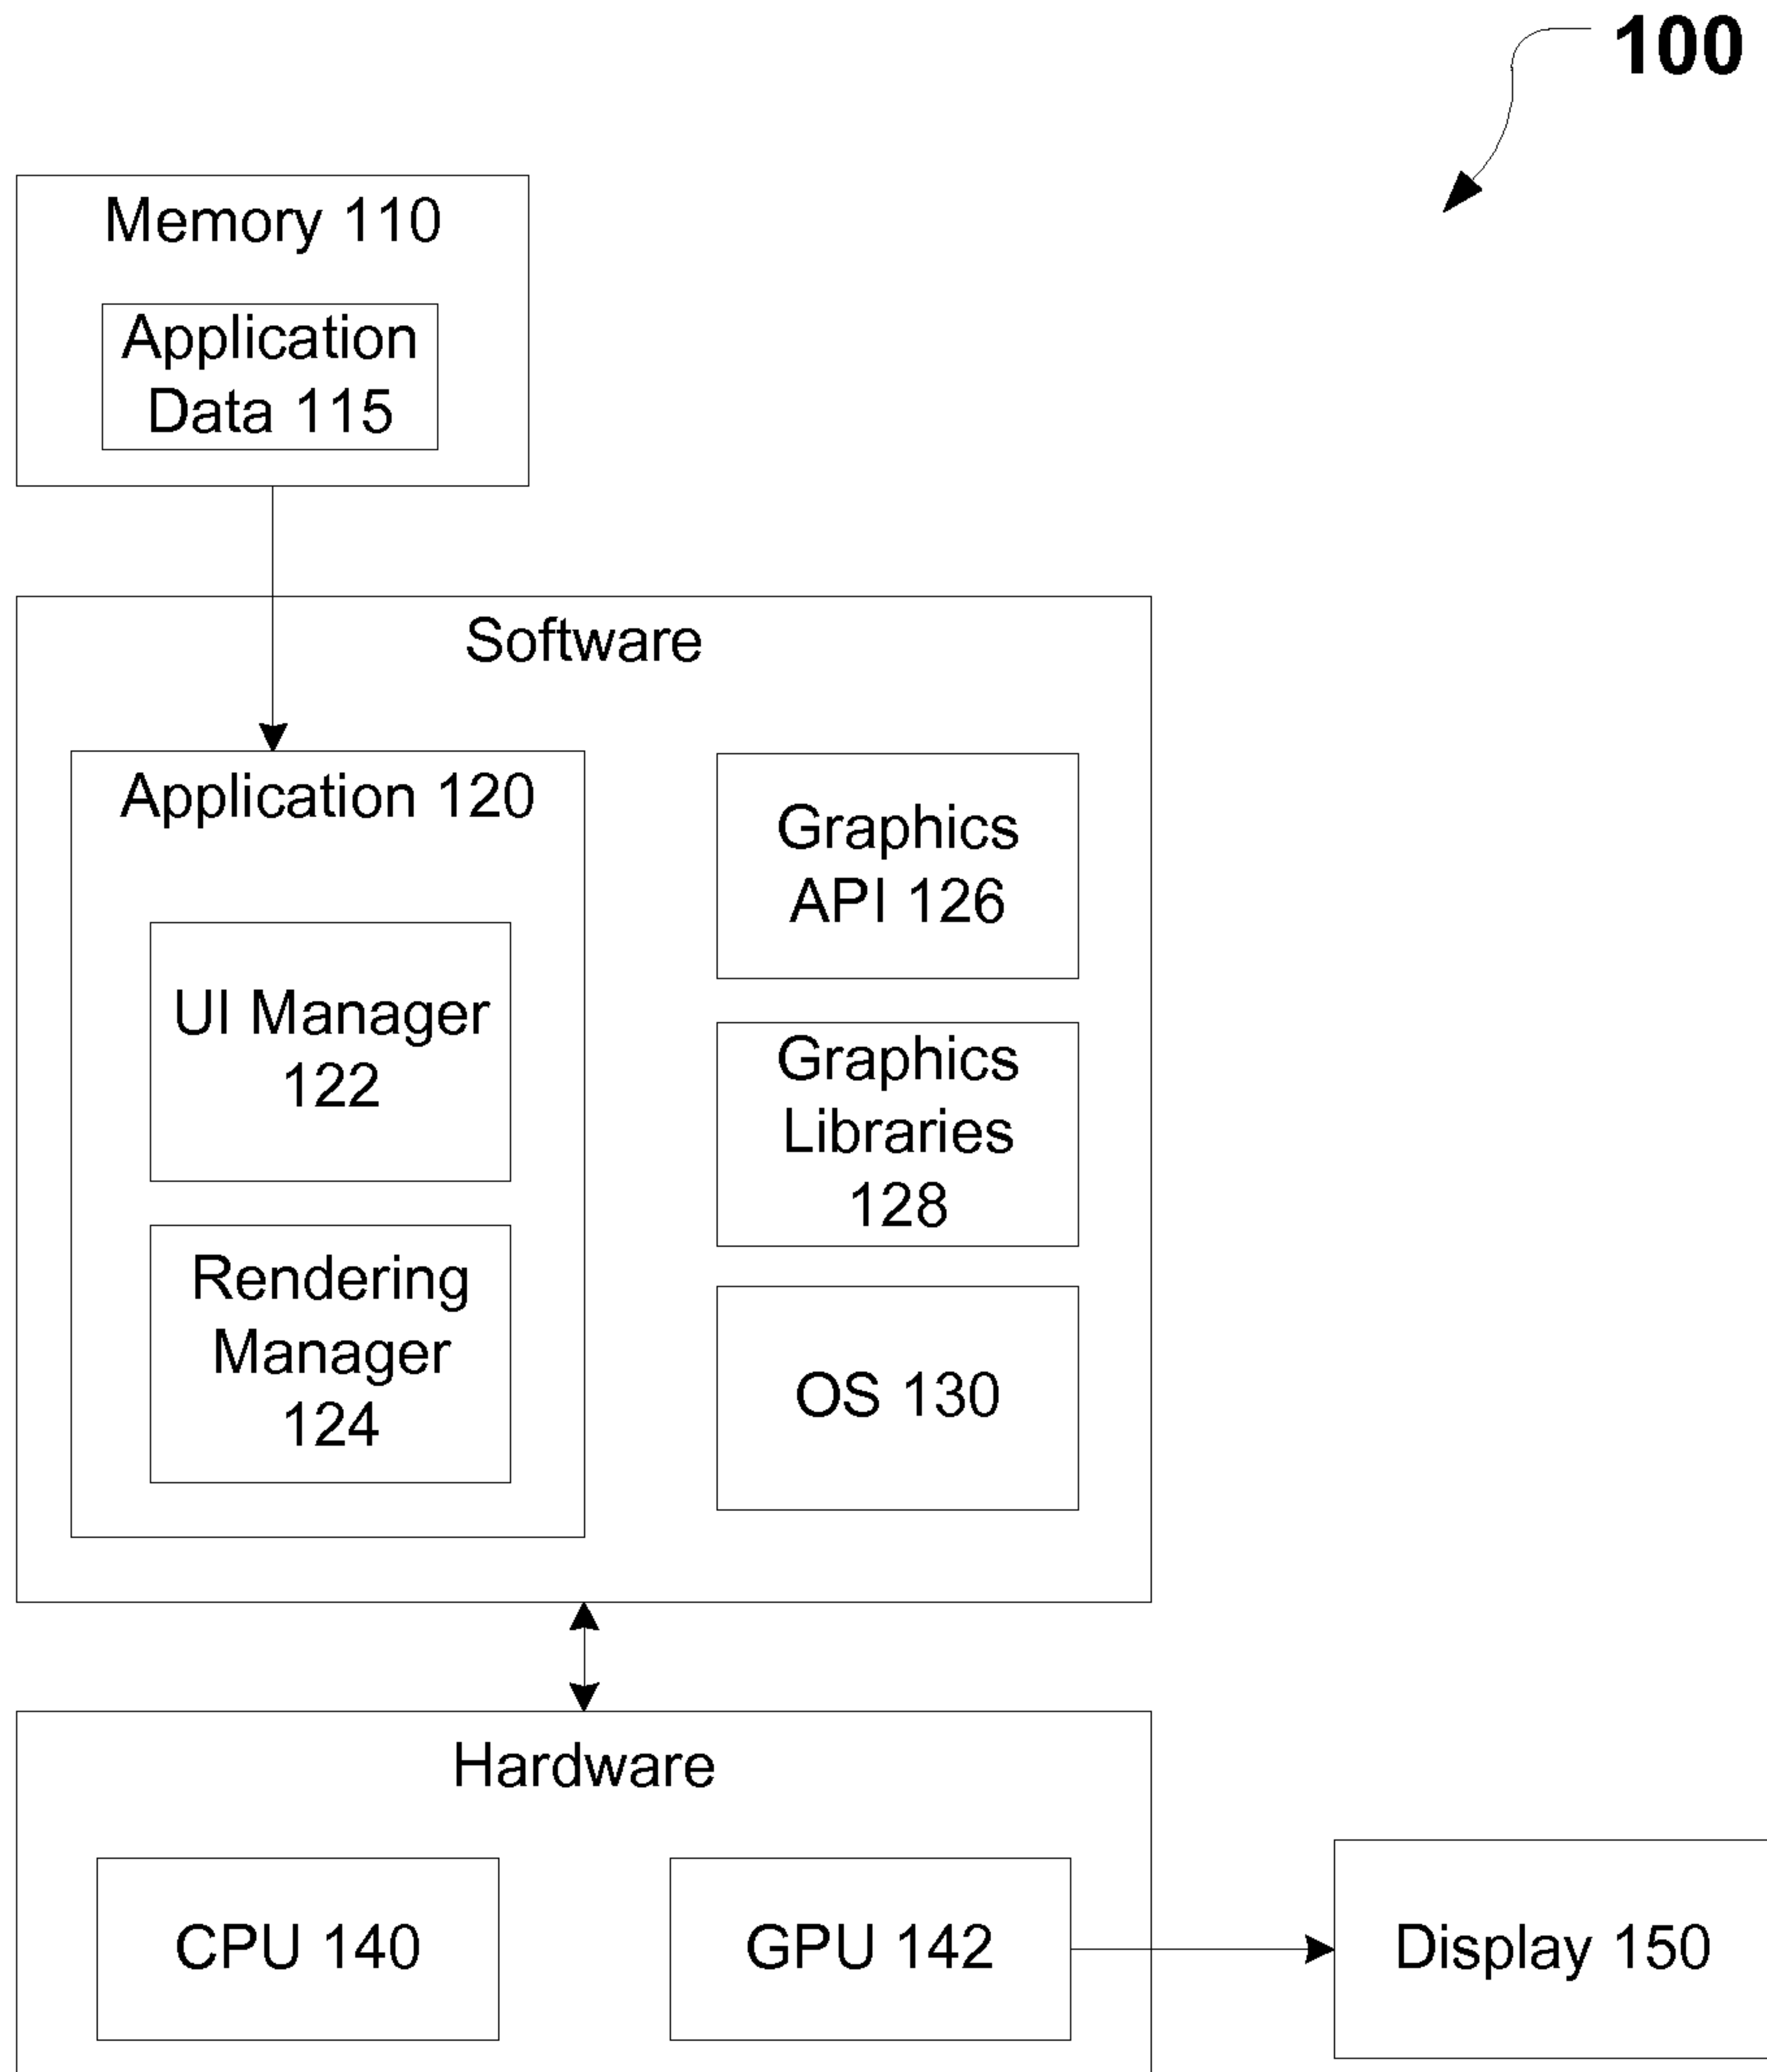 100
Memory 110
Application
Data 115
Software
Application 120
UI Manager
122
Rendering
Manager
124
Graphics
API 126
Graphics
Libraries
128
OS 130
Hardware
CPU 140
GPU 142
Display 150